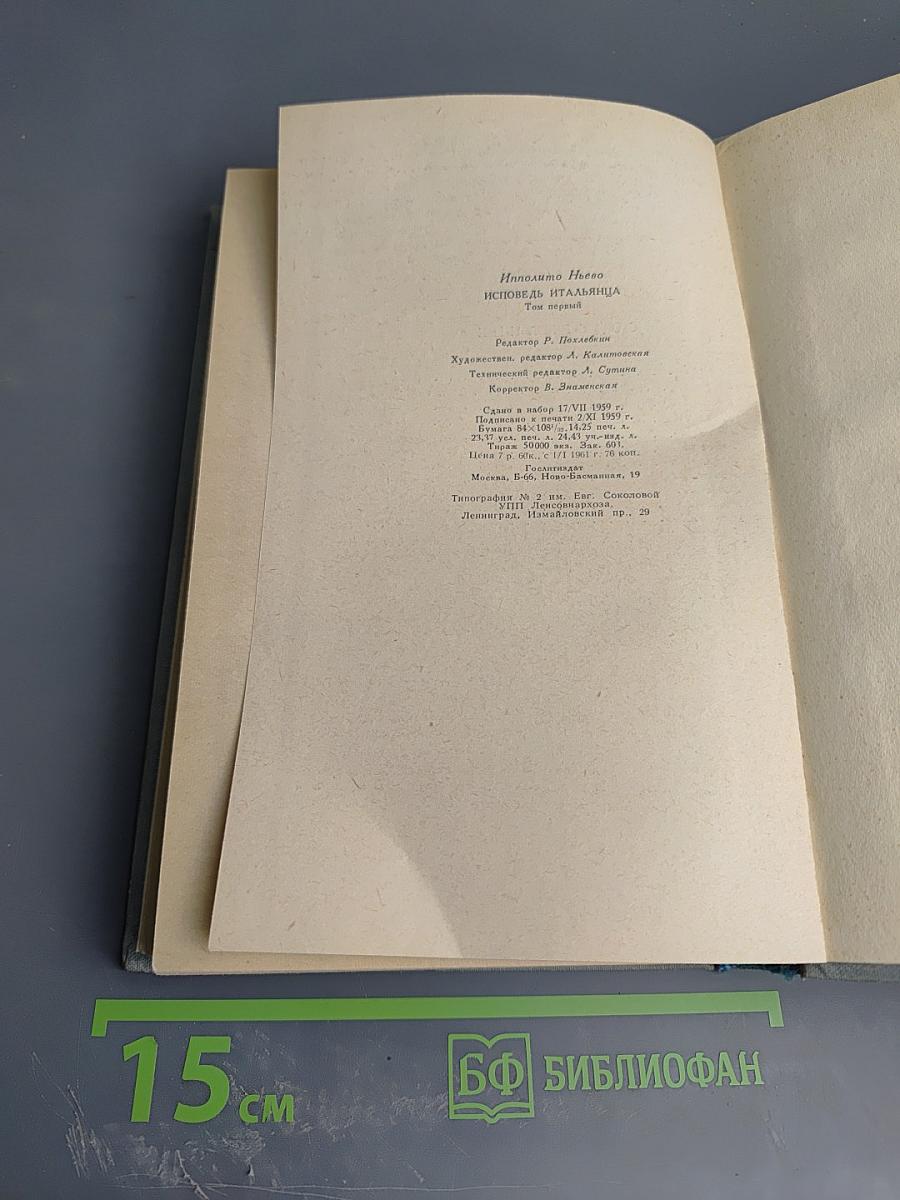 Ипполито Ньево
ИСПОВЕДЬ ИТАЛЬЯНЦА
Том первый
Редактор Р. Похлебкин
Художествен. редактор Л. Калитовская
Технический редактор Л. Сутина
Корректор В. Знаменская
Сдано в набор 17/VII 1959 г.
Подписано к печати 2/XI 1959 г.
Бумага 84×108¹/₃₂. 14,25 печ. л.
23,37 усл. печ. л. 24,43 уч.-изд. л.
Тираж 50000 экз. Зак. 603.
Цена 7 р. 60к., с 1/I 1961 г. 76 коп.
Гослитиздат
Москва, Б-66, Ново-Басманная, 19
Типография № 2 им. Евг. Соколовой
УПП Ленсовнархоза.
Ленинград, Измайловский пр., 29
15 см
БФ БИБЛИОФАН